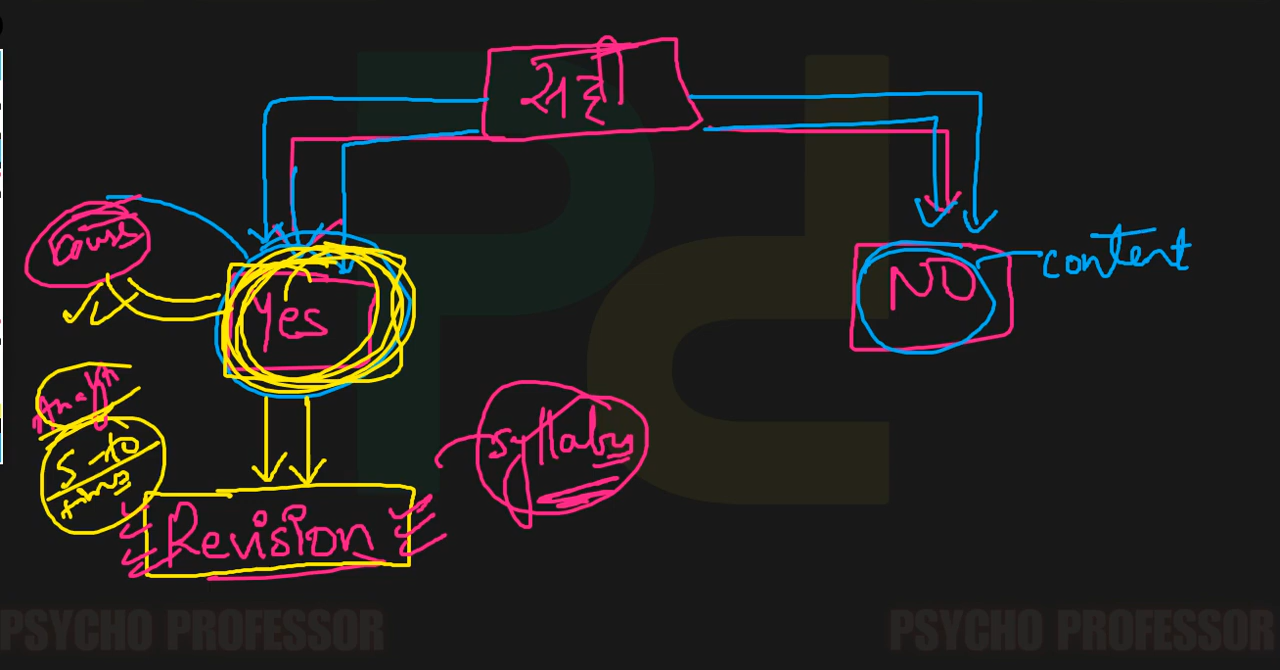 सही
Course
Yes
NO
content
Analysis
5-10
times
syllabus
Revision
PSYCHO PROFESSOR
PSYCHO PROFESSOR